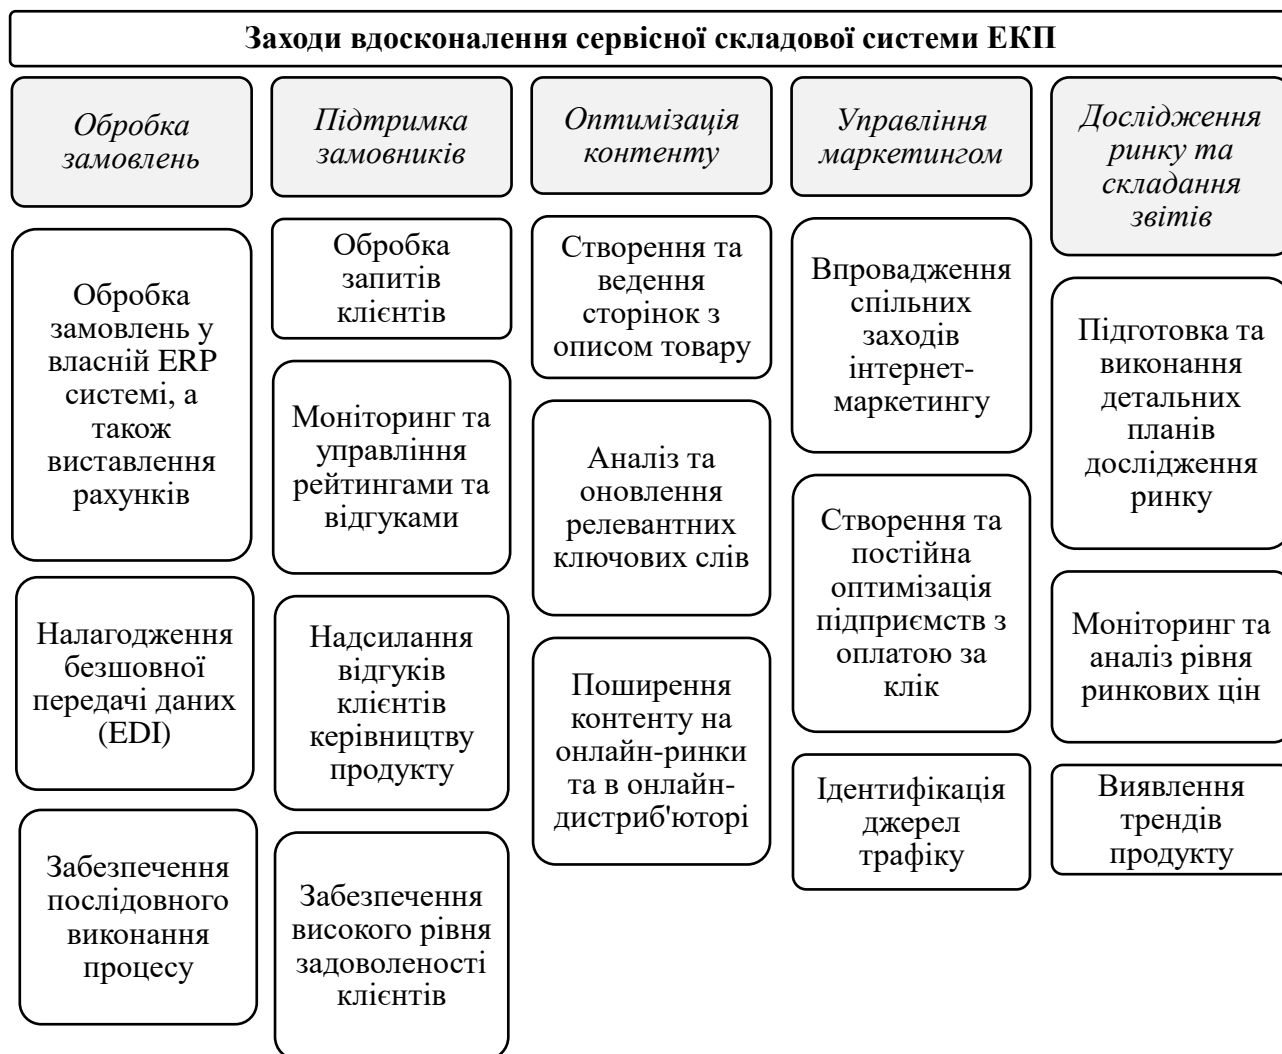 Заходи вдосконалення сервісної складової системи ЕКП
Обробка
замовлень
Обробка
замовлень у
власній ERP
системі, а
також
виставлення
рахунків
Налагодження
безшовної
передачі даних
(EDI)
Забезпечення
послідовного
виконання
процесу
Підтримка
замовників
Обробка
запитів
клієнтів
Моніторинг та
управління
рейтингами та
відгуками
Надсилання
відгуків
клієнтів
керівництву
продукту
Забезпечення
високого рівня
задоволеності
клієнтів
Оптимізація
контенту
Створення та
ведення
сторінок з
описом товару
Аналіз та
оновлення
релевантних
ключових слів
Поширення
контенту на
онлайн-ринки
та в онлайн-
дистриб'юторі
Управління
маркетингом
Впровадження
спільних
заходів
інтернет-
маркетингу
Створення та
постійна
оптимізація
підприємств з
оплатою за
клік
Ідентифікація
джерел
трафіку
Дослідження
ринку та
складання
звітів
Підготовка та
виконання
детальних
планів
дослідження
ринку
Моніторинг та
аналіз рівня
ринкових цін
Виявлення
трендів
продукту